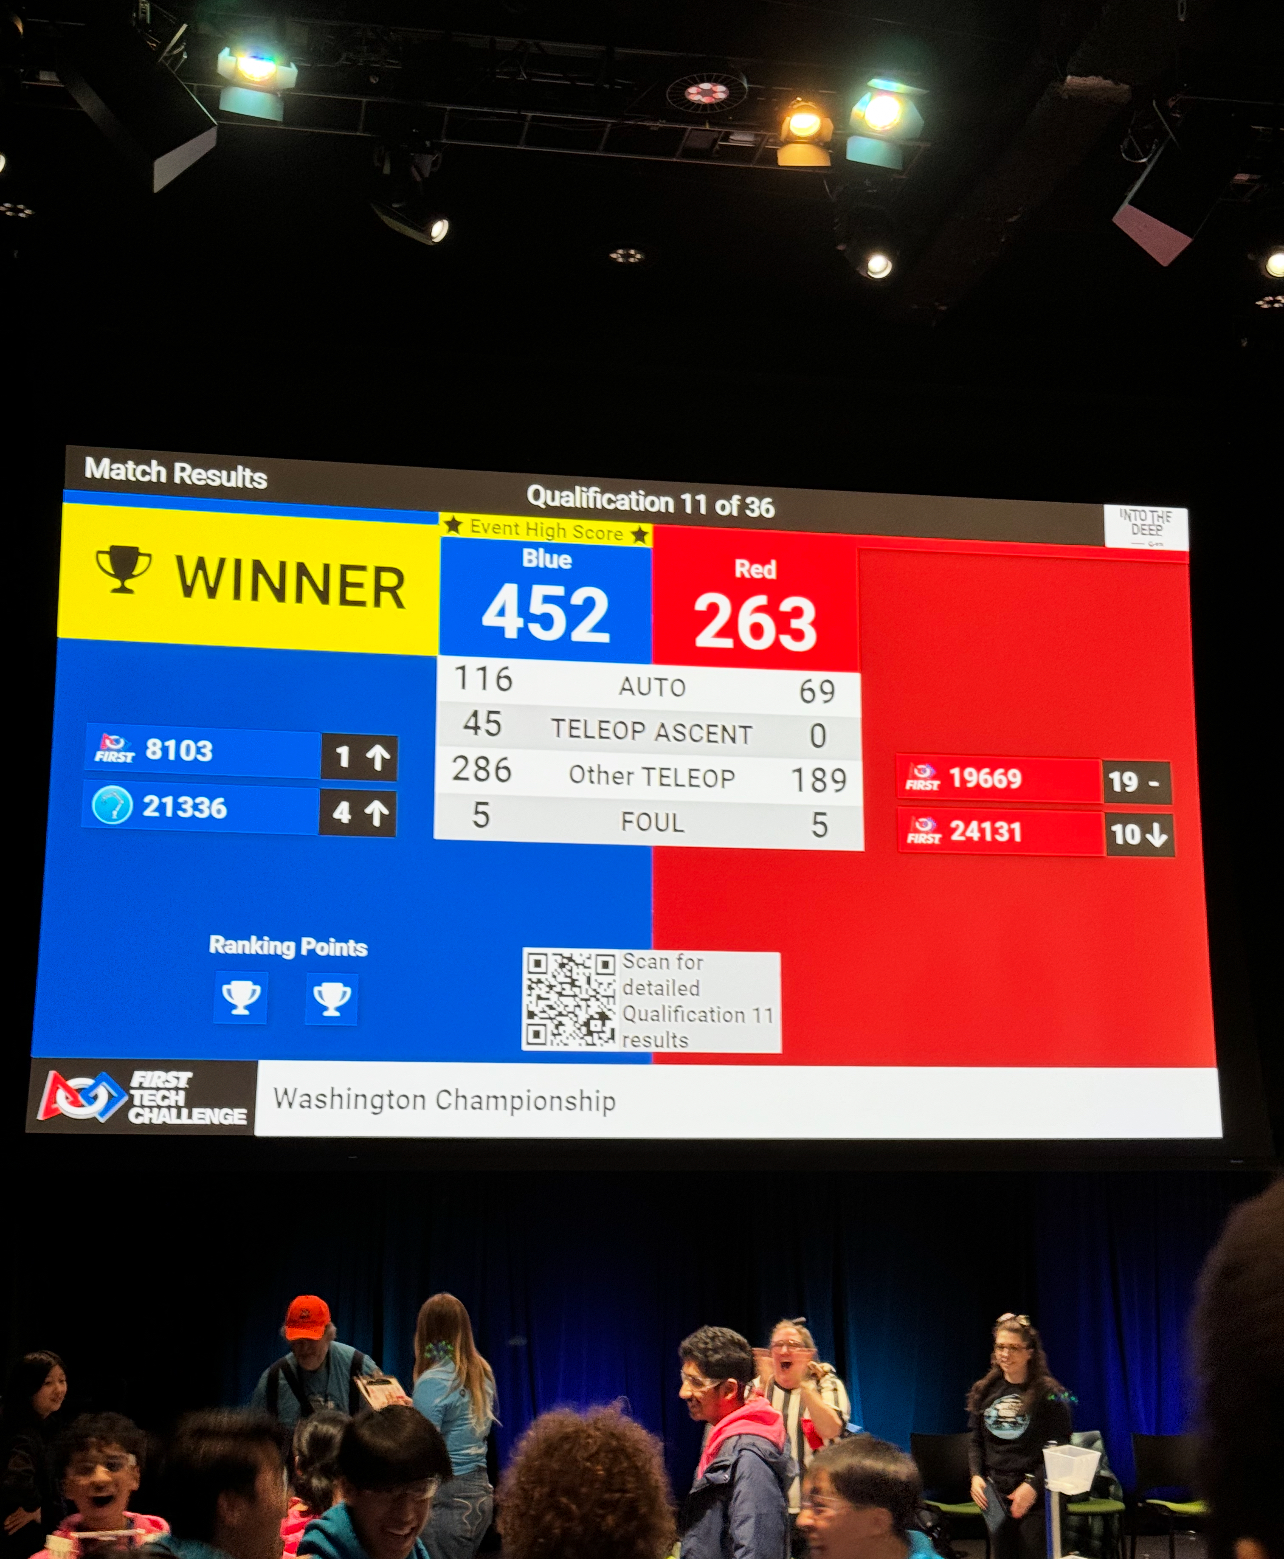 Match Results
Qualification 11 of 36
INTO THE
DEEP
WINNER
★ Event High Score ★
Blue
452
Red
263
116 AUTO 69
45 TELEOP ASCENT 0
286 Other TELEOP 189
5 FOUL 5
FIRST 8103 1 ↑
21336 4 ↑
FIRST 19669 19 -
FIRST 24131 10 ↓
Ranking Points
Scan for
detailed
Qualification 11
results
FIRST
TECH
CHALLENGE
Washington Championship